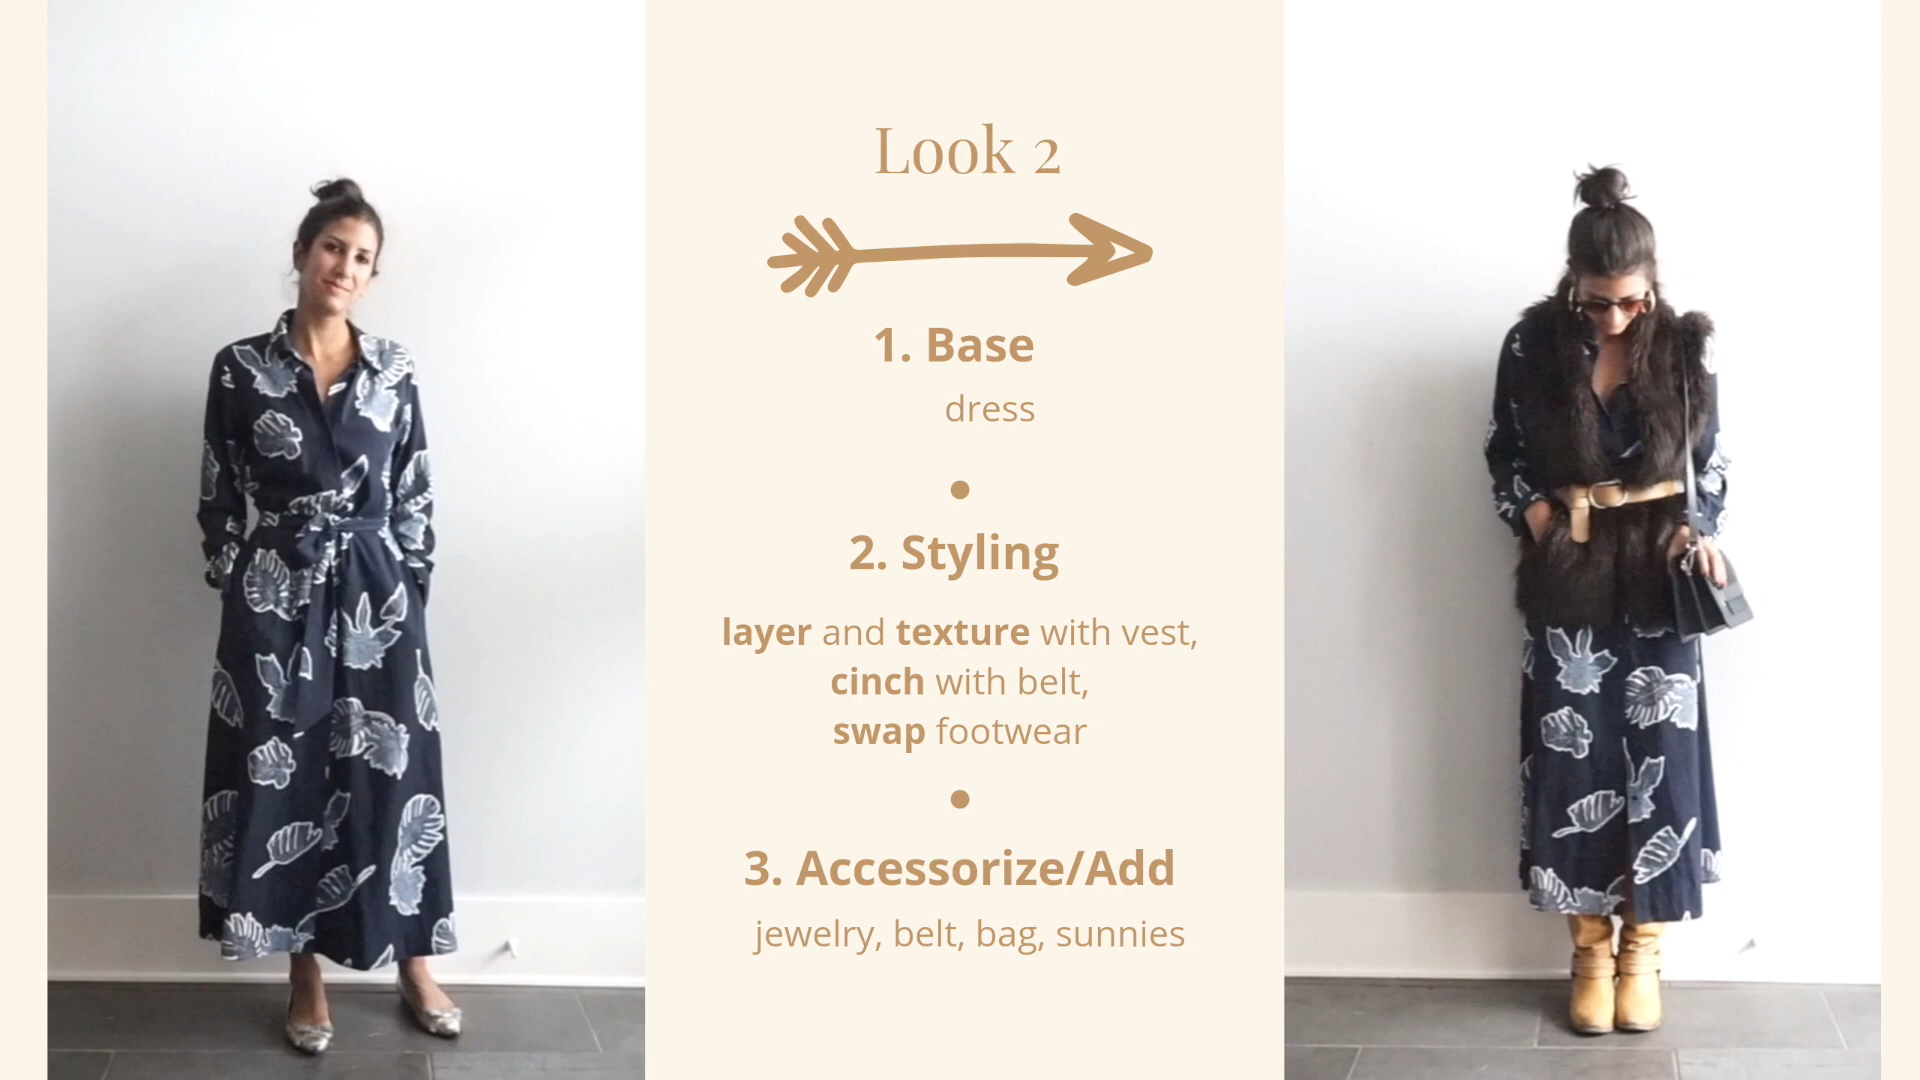 Look 2
1. Base
dress
2. Styling
layer and texture with vest,
cinch with belt,
swap footwear
3. Accessorize/Add
jewelry, belt, bag, sunnies